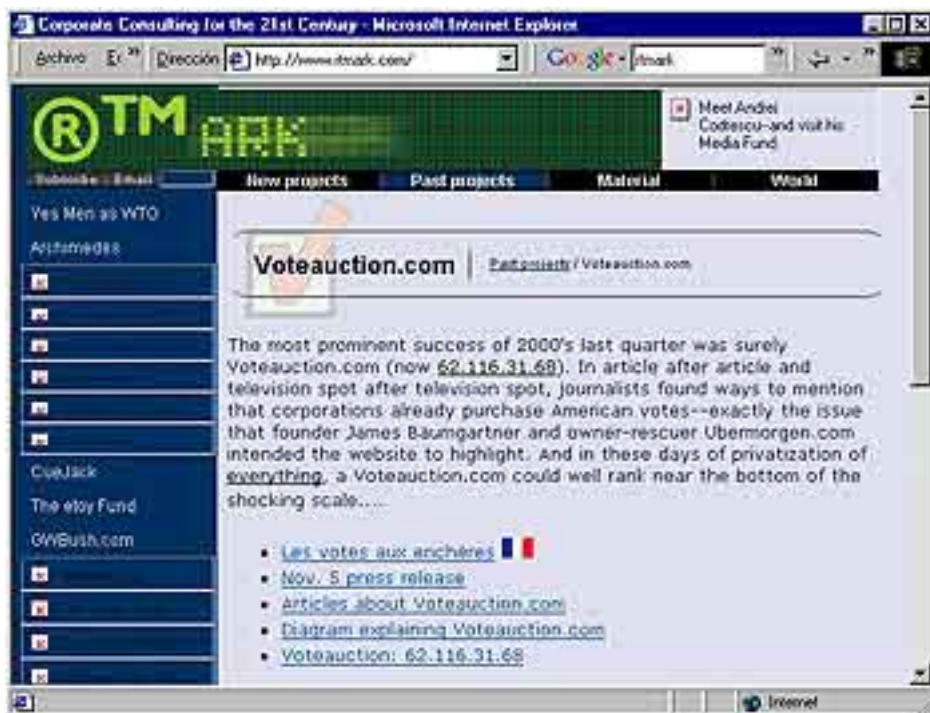 Corporate Consulting for the 21st Century - Microsoft Internet Explorer
Archivo
Dirección
http://www.rtmark.com/
Google
rtmark
®TMARK
Meet Andrei
Codrescu--and visit his
Media Fund
Subscribe
Email
New projects
Past projects
Material
World
Yes Men as WTO
Archimedes
CueJack
The etoy Fund
GWBush.com
Voteauction.com
Past projects / Voteauction.com
The most prominent success of 2000's last quarter was surely
Voteauction.com (now 62.116.31.68). In article after article and
television spot after television spot, journalists found ways to mention
that corporations already purchase American votes--exactly the issue
that founder James Baumgartner and owner-rescuer Ubermorgen.com
intended the website to highlight. And in these days of privatization of
everything, a Voteauction.com could well rank near the bottom of the
shocking scale....
Les votes aux enchères
Nov. 5 press release
Articles about Voteauction.com
Diagram explaining Voteauction.com
Voteauction: 62.116.31.68
Internet